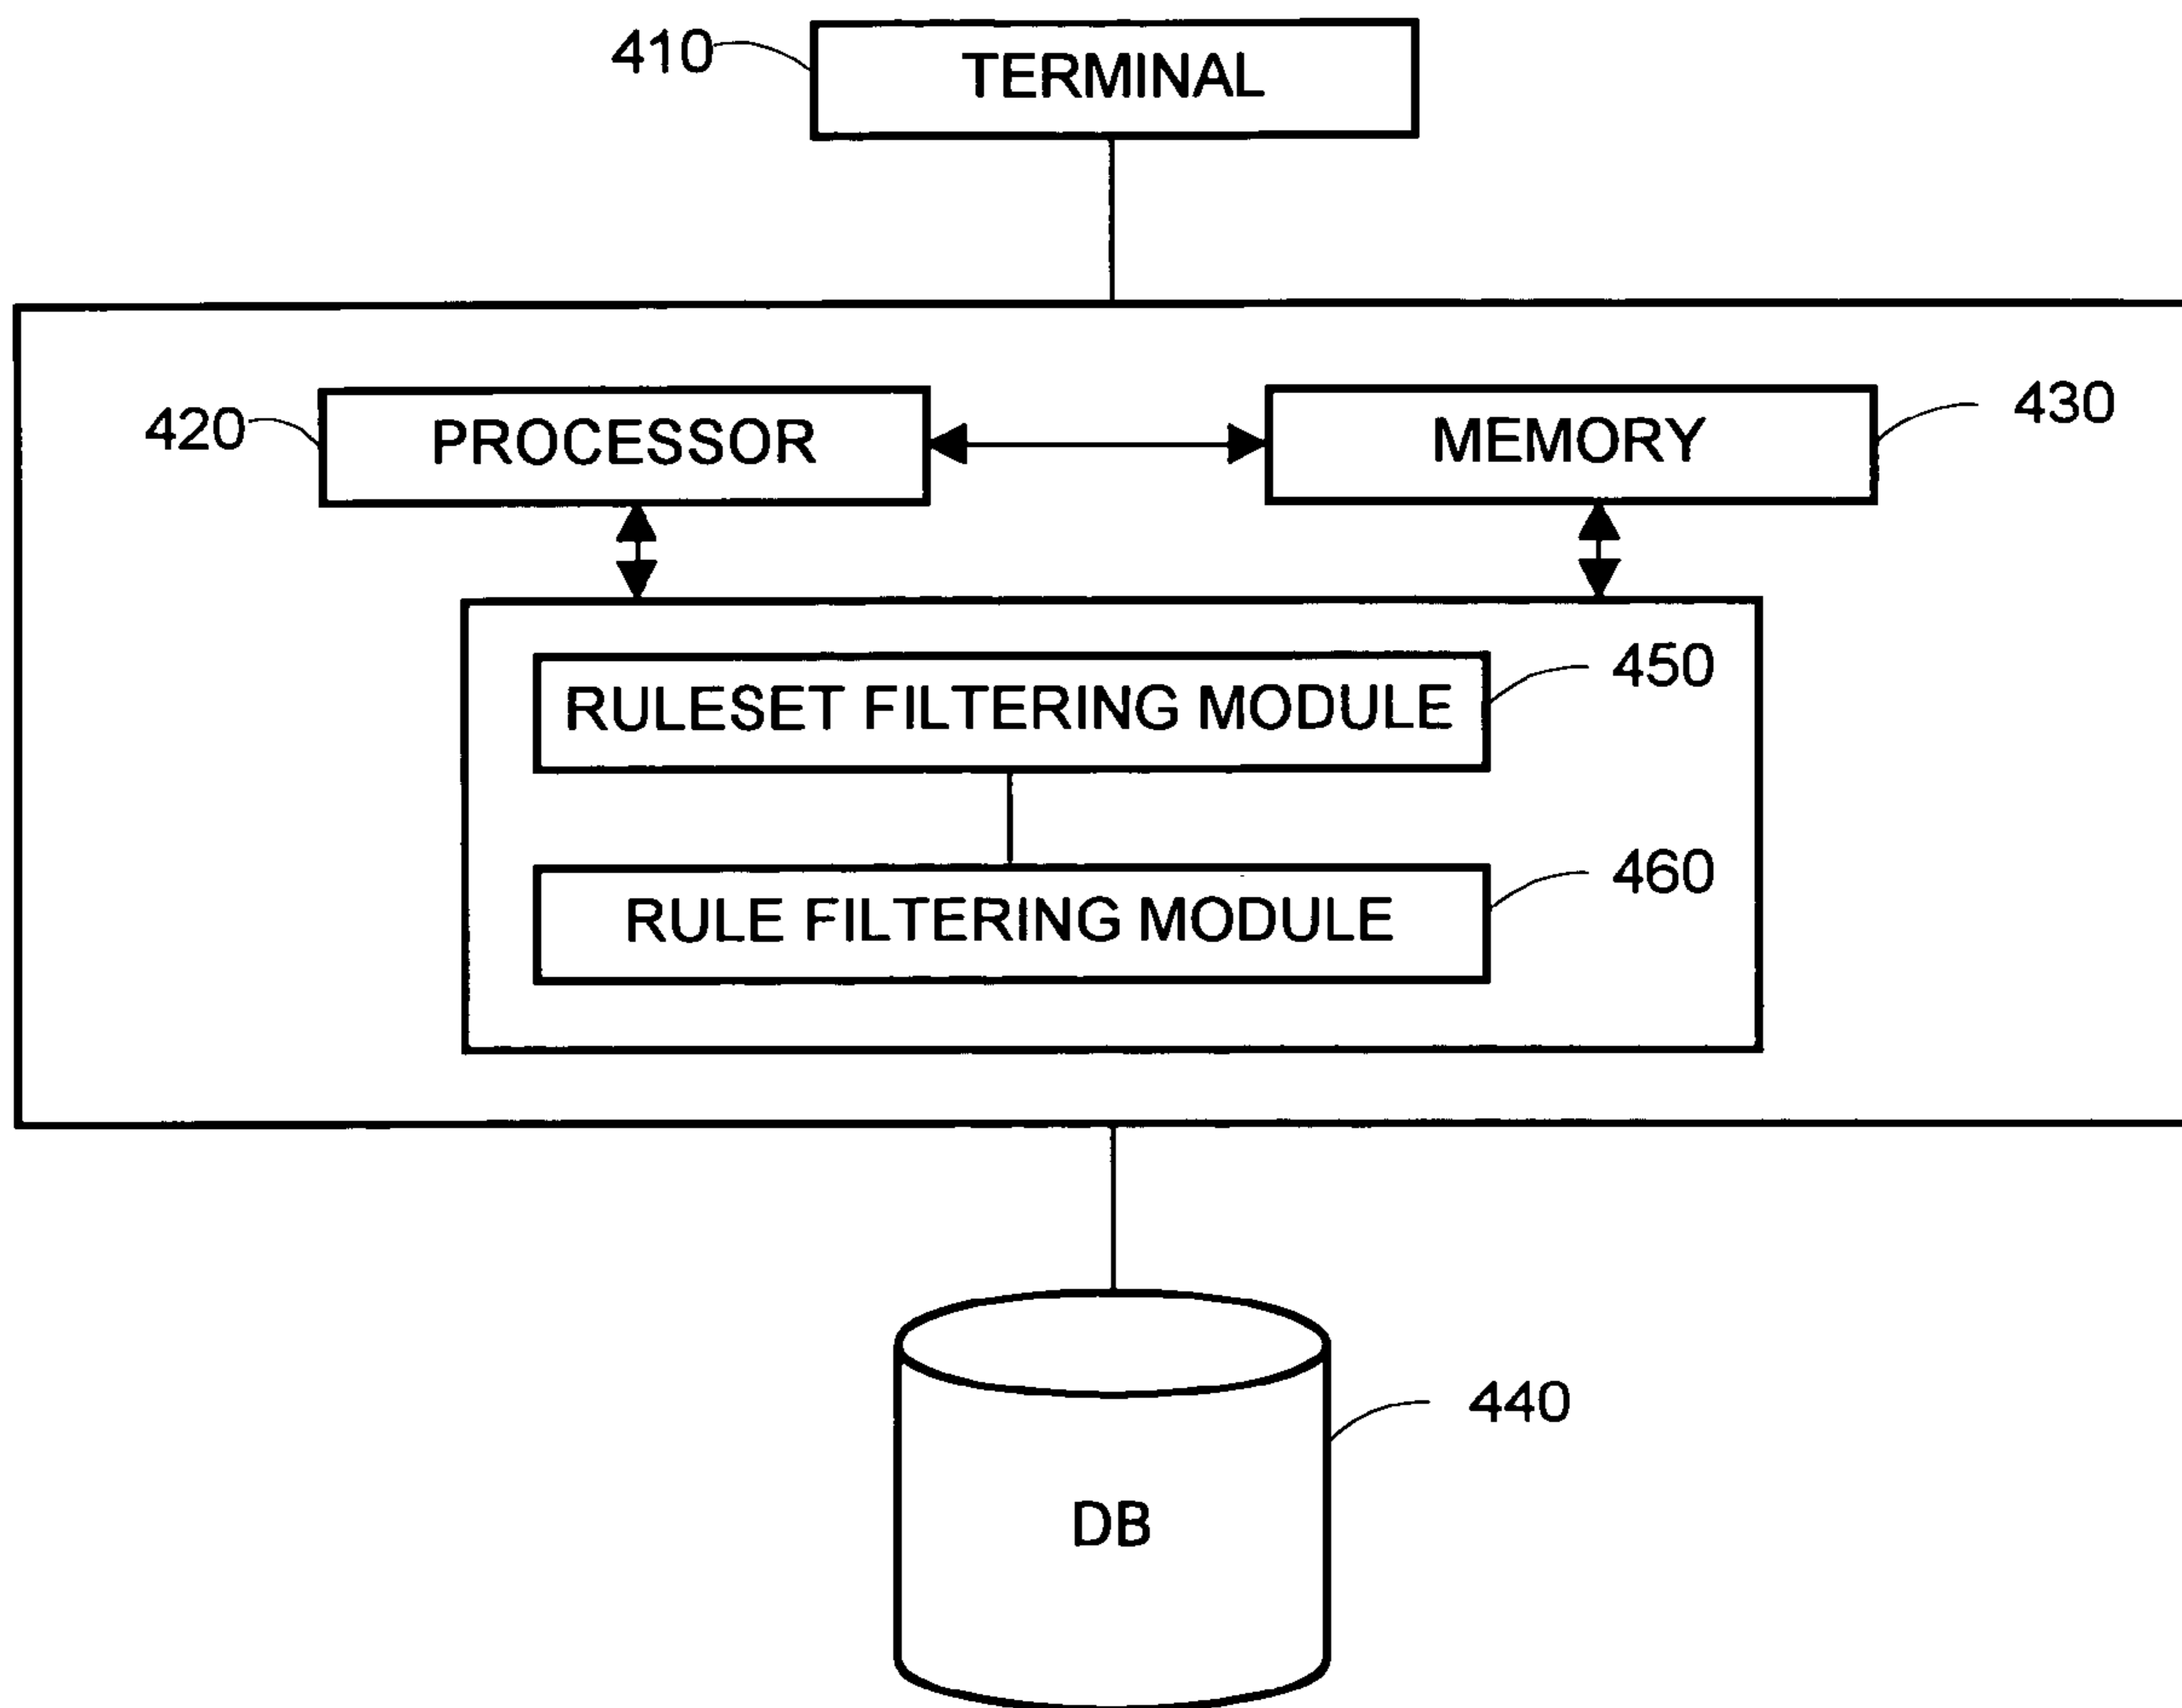 410
TERMINAL
420
PROCESSOR
MEMORY
430
RULESET FILTERING MODULE
450
RULE FILTERING MODULE
460
440
DB